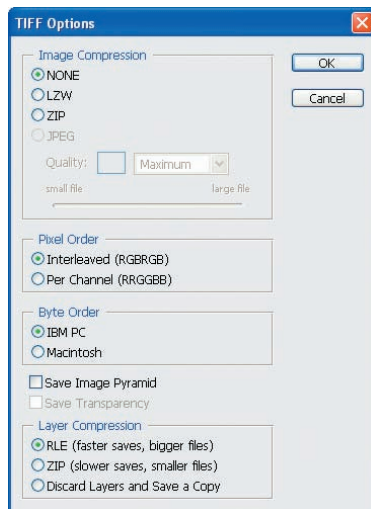 TIFF Options
Image Compression
NONE
LZW
ZIP
JPEG
Quality: Maximum
small file large file
OK
Cancel
Pixel Order
Interleaved (RGBRGB)
Per Channel (RRGGBB)
Byte Order
IBM PC
Macintosh
Save Image Pyramid
Save Transparency
Layer Compression
RLE (faster saves, bigger files)
ZIP (slower saves, smaller files)
Discard Layers and Save a Copy